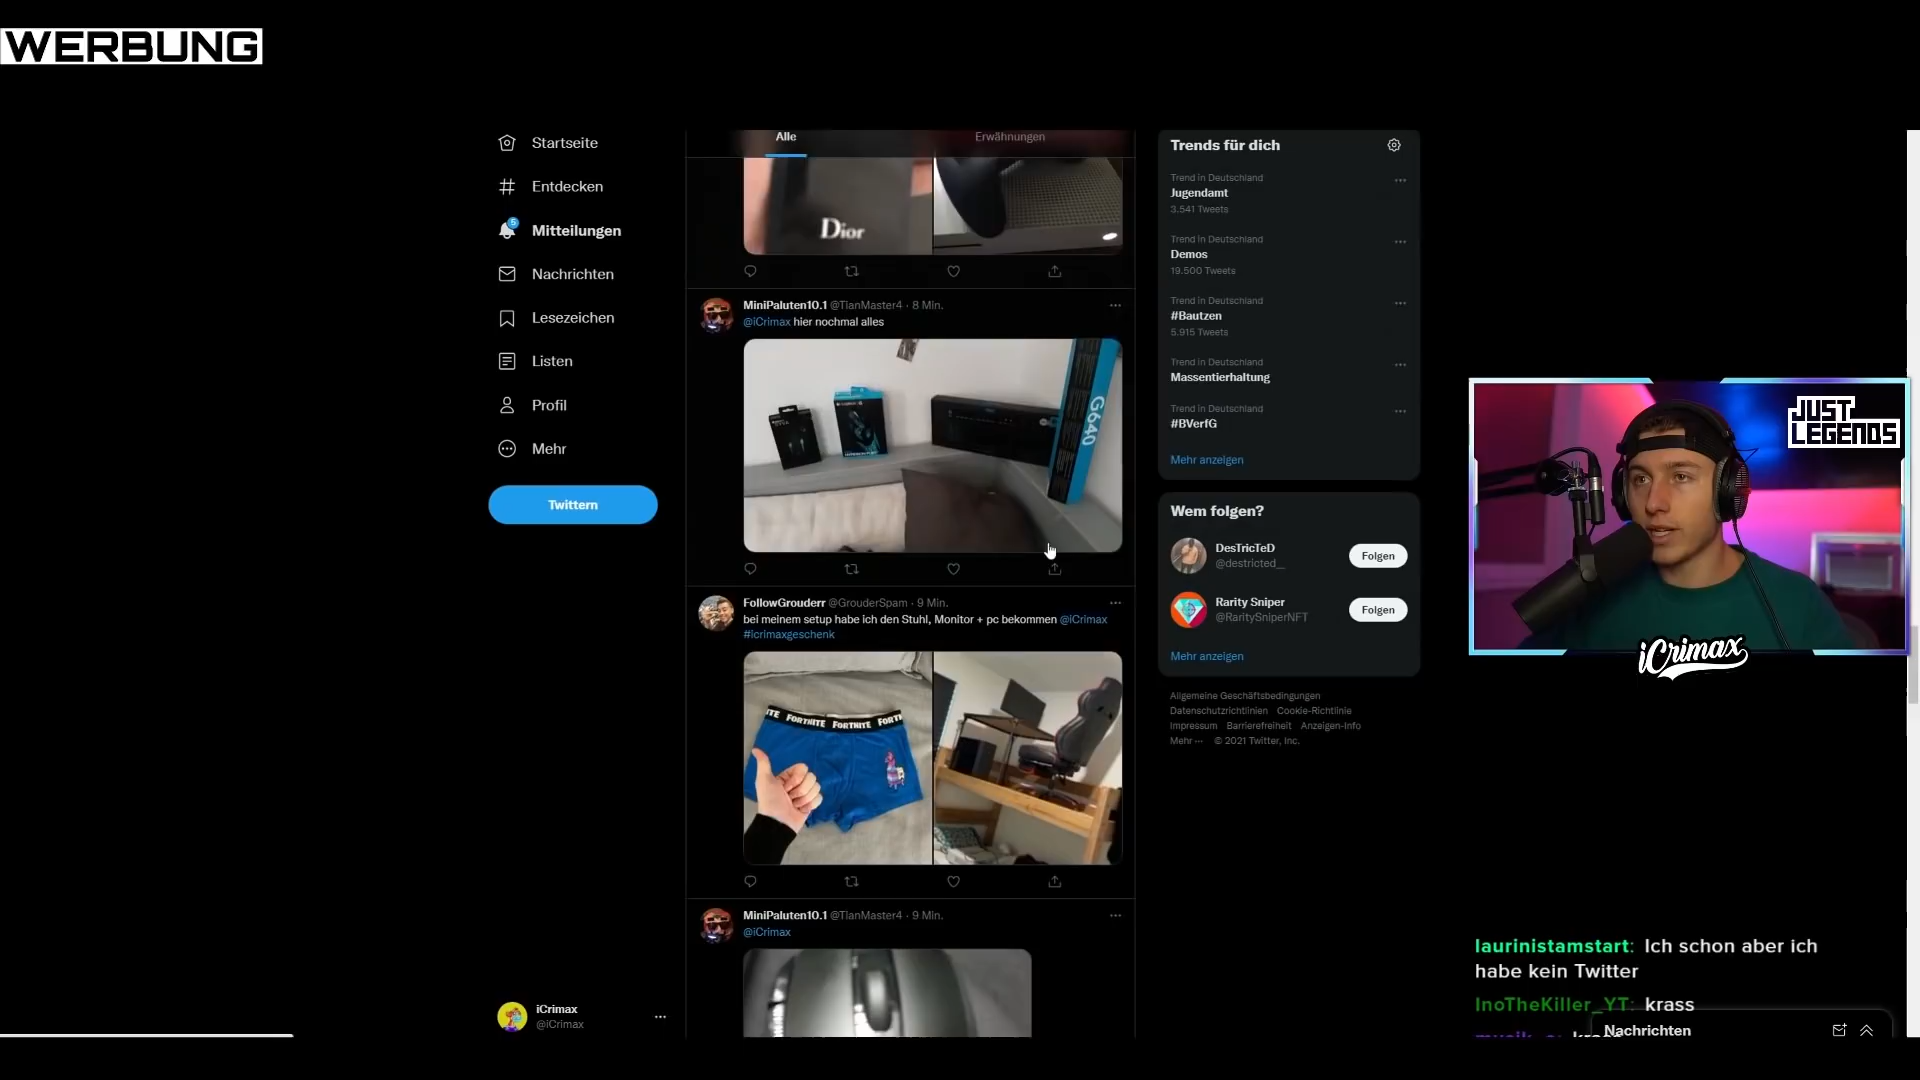 WERBUNG
Startseite
Entdecken
5
Mitteilungen
Nachrichten
Lesezeichen
Listen
Profil
Mehr
Twittern
iCrimax
@iCrimax
Alle
Erwähnungen
Dior
MiniPaluten10.1 @TianMaster4 · 8 Min.
@iCrimax hier nochmal alles
G640
FollowGrouderr @GrouderSpam · 9 Min.
bei meinem setup habe ich den Stuhl, Monitor + pc bekommen @iCrimax
#icrimaxgeschenk
FORTNITE FORTNITE
MiniPaluten10.1 @TianMaster4 · 9 Min.
@iCrimax
Trends für dich
Trend in Deutschland
Jugendamt
3.541 Tweets
Trend in Deutschland
Demos
19.500 Tweets
Trend in Deutschland
#Bautzen
5.915 Tweets
Trend in Deutschland
Massentierhaltung
Trend in Deutschland
#BVerfG
Mehr anzeigen
Wem folgen?
DesTricTeD
@destricted__
Folgen
Rarity Sniper
@RaritySniperNFT
Folgen
Mehr anzeigen
Allgemeine Geschäftsbedingungen
Datenschutzrichtlinien Cookie-Richtlinie
Impressum Barrierefreiheit Anzeigen-Info
Mehr ··· © 2021 Twitter, Inc.
JUST
LEGENDS
iCrimax
laurinistamstart: Ich schon aber ich
habe kein Twitter
InoTheKiller_YT: krass
Nachrichten